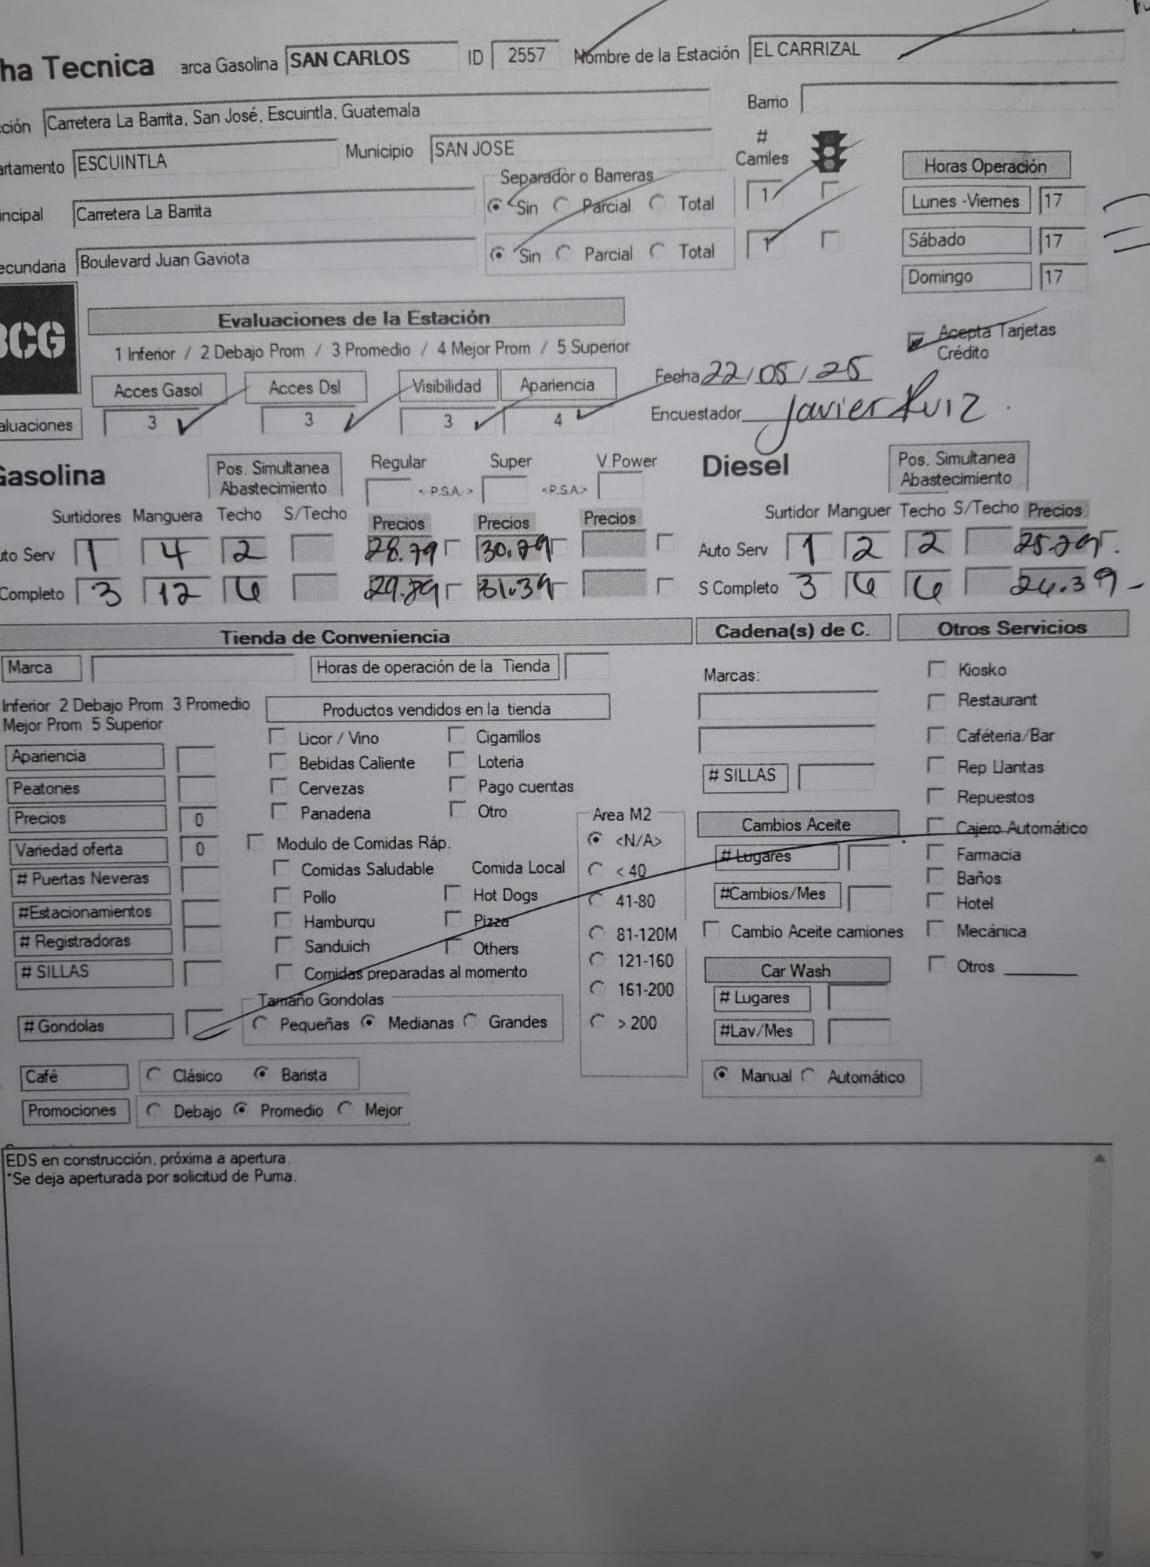 ha Tecnica arca Gasolina SAN CARLOS ID 2557 Nombre de la Estación EL CARRIZAL
ción Carretera La Barrita, San José, Escuintla, Guatemala Barrio
artamento ESCUINTLA Municipio SAN JOSE # Carriles
Separador o Barreras Horas Operación
incipal Carretera La Barrita Sin Parcial Total 1 Lunes -Viernes 17
ecundaria Boulevard Juan Gaviota Sin Parcial Total 1 Sábado 17
Domingo 17
BCG
Evaluaciones de la Estación
1 Inferior / 2 Debajo Prom / 3 Promedio / 4 Mejor Prom / 5 Superior
Acepta Tarjetas
Crédito
Acces Gasol Acces Dsl Visibilidad Apariencia Fecha 22/05/25
aluaciones 3 3 3 4 Encuestador Javier Ruiz
Gasolina Pos. Simultanea Abastecimiento Regular <P.S.A.> Super <P.S.A> V Power Diesel Pos. Simultanea Abastecimiento
Surtidores Manguera Techo S/Techo Precios Precios Precios Surtidor Manguer Techo S/Techo Precios
uto Serv 1 4 2 28.79 30.29 Auto Serv 1 2 2 25.29
Completo 3 12 6 29.89 31.39 S Completo 3 6 6 26.39
Tienda de Conveniencia Cadena(s) de C. Otros Servicios
Marca Horas de operación de la Tienda Marcas: Kiosko
Inferior 2 Debajo Prom 3 Promedio Productos vendidos en la tienda Restaurant
Mejor Prom 5 Superior
Apariencia Licor / Vino Cigarrillos Caféteria/Bar
Peatones Bebidas Caliente Loteria # SILLAS Rep Llantas
Cervezas Pago cuentas Repuestos
Precios 0 Panaderia Otro Area M2 Cambios Aceite Cajero Automático
Variedad oferta 0 Modulo de Comidas Ráp. <N/A> # Lugares Farmacia
# Puertas Neveras Comidas Saludable Comida Local < 40 Baños
#Estacionamientos Pollo Hot Dogs 41-80 #Cambios/Mes Hotel
# Registradoras Hamburqu Pizza 81-120M Cambio Aceite camiones Mecánica
# SILLAS Sanduich Others 121-160 Car Wash Otros
Comidas preparadas al momento
Tamaño Gondolas 161-200 # Lugares
# Gondolas Pequeñas Medianas Grandes > 200 #Lav/Mes
Café Clásico Barista Manual Automático
Promociones Debajo Promedio Mejor
EDS en construcción, próxima a apertura.
*Se deja aperturada por solicitud de Puma.